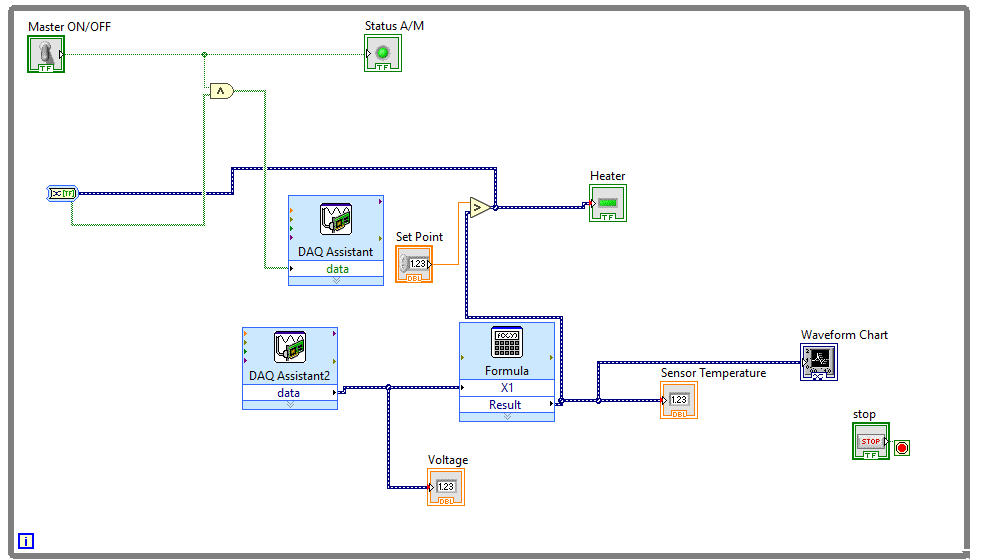 Master ON/OFF
TF
Status A/M
TF
[TF]
Heater
TF
DAQ Assistant
data
Set Point
1.23
DBL
DAQ Assistant2
data
Formula
X1
Result
Waveform Chart
Sensor Temperature
1.23
DBL
stop
STOP
TF
Voltage
1.23
DBL
i